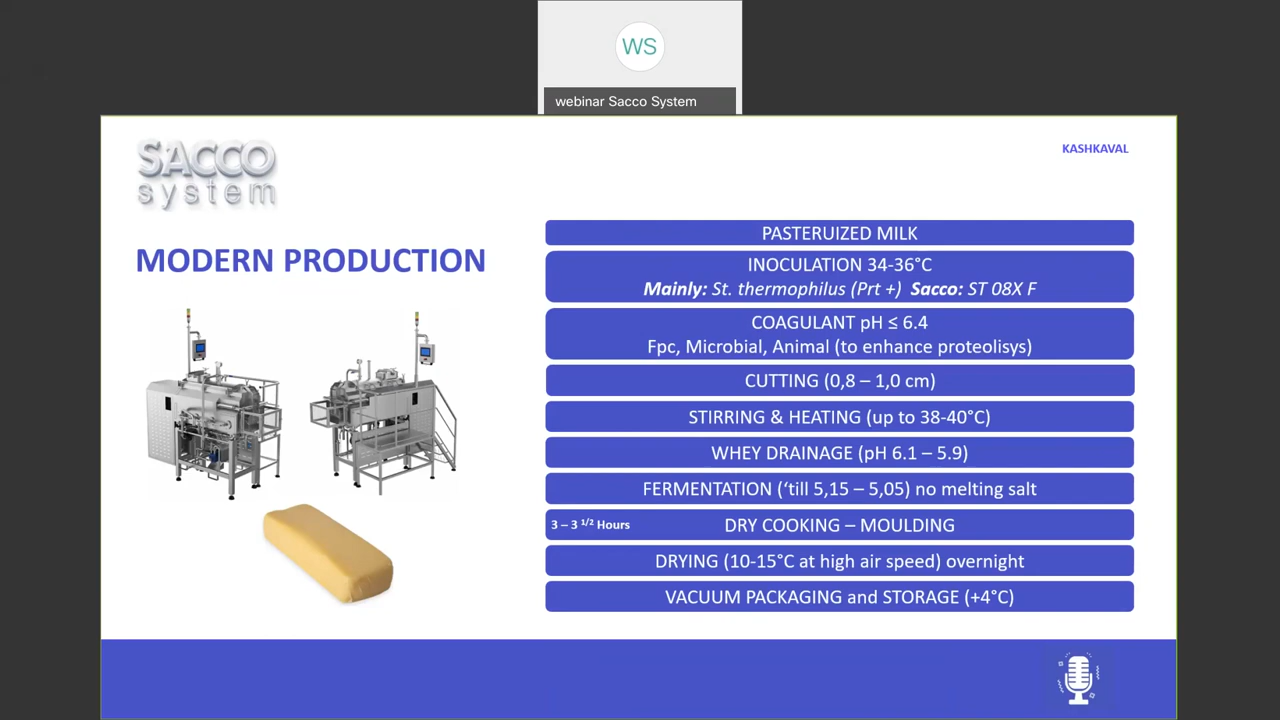 WS
webinar Sacco System
SACCO
system
KASHKAVAL
MODERN PRODUCTION
PASTERUIZED MILK
INOCULATION 34-36°C
Mainly: St. thermophilus (Prt +) Sacco: ST 08X F
COAGULANT pH ≤ 6.4
Fpc, Microbial, Animal (to enhance proteolisys)
CUTTING (0,8 – 1,0 cm)
STIRRING & HEATING (up to 38-40°C)
WHEY DRAINAGE (pH 6.1 – 5.9)
FERMENTATION (‘till 5,15 – 5,05) no melting salt
3 – 3 1/2 Hours DRY COOKING – MOULDING
DRYING (10-15°C at high air speed) overnight
VACUUM PACKAGING and STORAGE (+4°C)